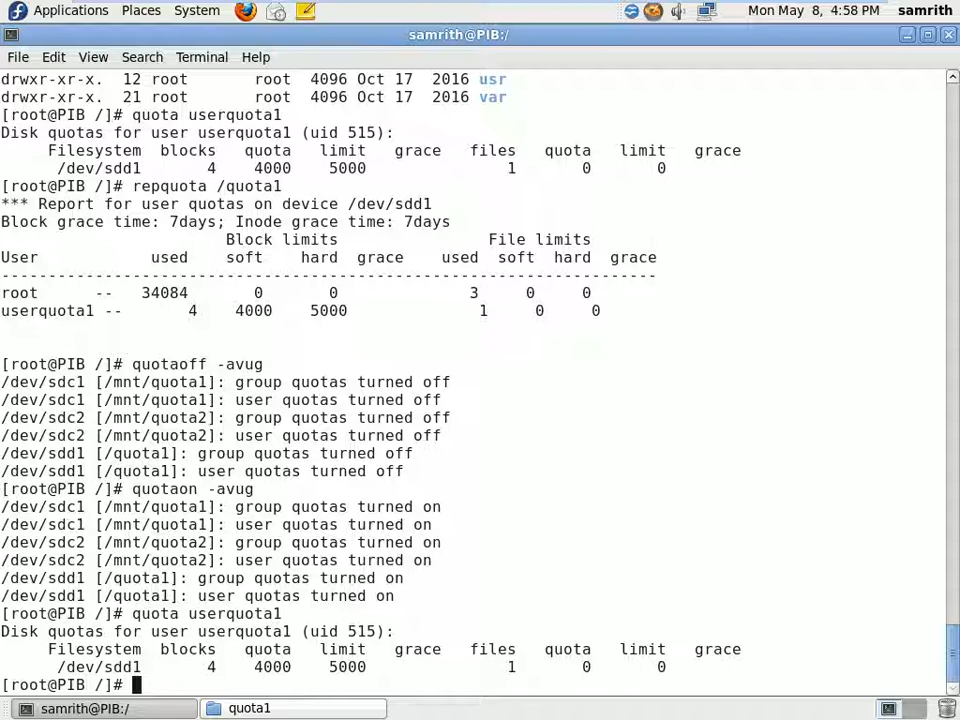 Applications Places System Mon May 8, 4:58 PM samrith
samrith@PIB:/
File Edit View Search Terminal Help
drwxr-xr-x. 12 root root 4096 Oct 17 2016 usr
drwxr-xr-x. 21 root root 4096 Oct 17 2016 var
[root@PIB /]# quota userquota1
Disk quotas for user userquota1 (uid 515):
Filesystem blocks quota limit grace files quota limit grace
/dev/sdd1 4 4000 5000 1 0 0
[root@PIB /]# repquota /quota1
*** Report for user quotas on device /dev/sdd1
Block grace time: 7days; Inode grace time: 7days
Block limits File limits
User used soft hard grace used soft hard grace
----------------------------------------------------------------------
root -- 34084 0 0 3 0 0
userquota1 -- 4 4000 5000 1 0 0
[root@PIB /]# quotaoff -avug
/dev/sdc1 [/mnt/quota1]: group quotas turned off
/dev/sdc1 [/mnt/quota1]: user quotas turned off
/dev/sdc2 [/mnt/quota2]: group quotas turned off
/dev/sdc2 [/mnt/quota2]: user quotas turned off
/dev/sdd1 [/quota1]: group quotas turned off
/dev/sdd1 [/quota1]: user quotas turned off
[root@PIB /]# quotaon -avug
/dev/sdc1 [/mnt/quota1]: group quotas turned on
/dev/sdc1 [/mnt/quota1]: user quotas turned on
/dev/sdc2 [/mnt/quota2]: group quotas turned on
/dev/sdc2 [/mnt/quota2]: user quotas turned on
/dev/sdd1 [/quota1]: group quotas turned on
/dev/sdd1 [/quota1]: user quotas turned on
[root@PIB /]# quota userquota1
Disk quotas for user userquota1 (uid 515):
Filesystem blocks quota limit grace files quota limit grace
/dev/sdd1 4 4000 5000 1 0 0
[root@PIB /]#
samrith@PIB:/ quota1